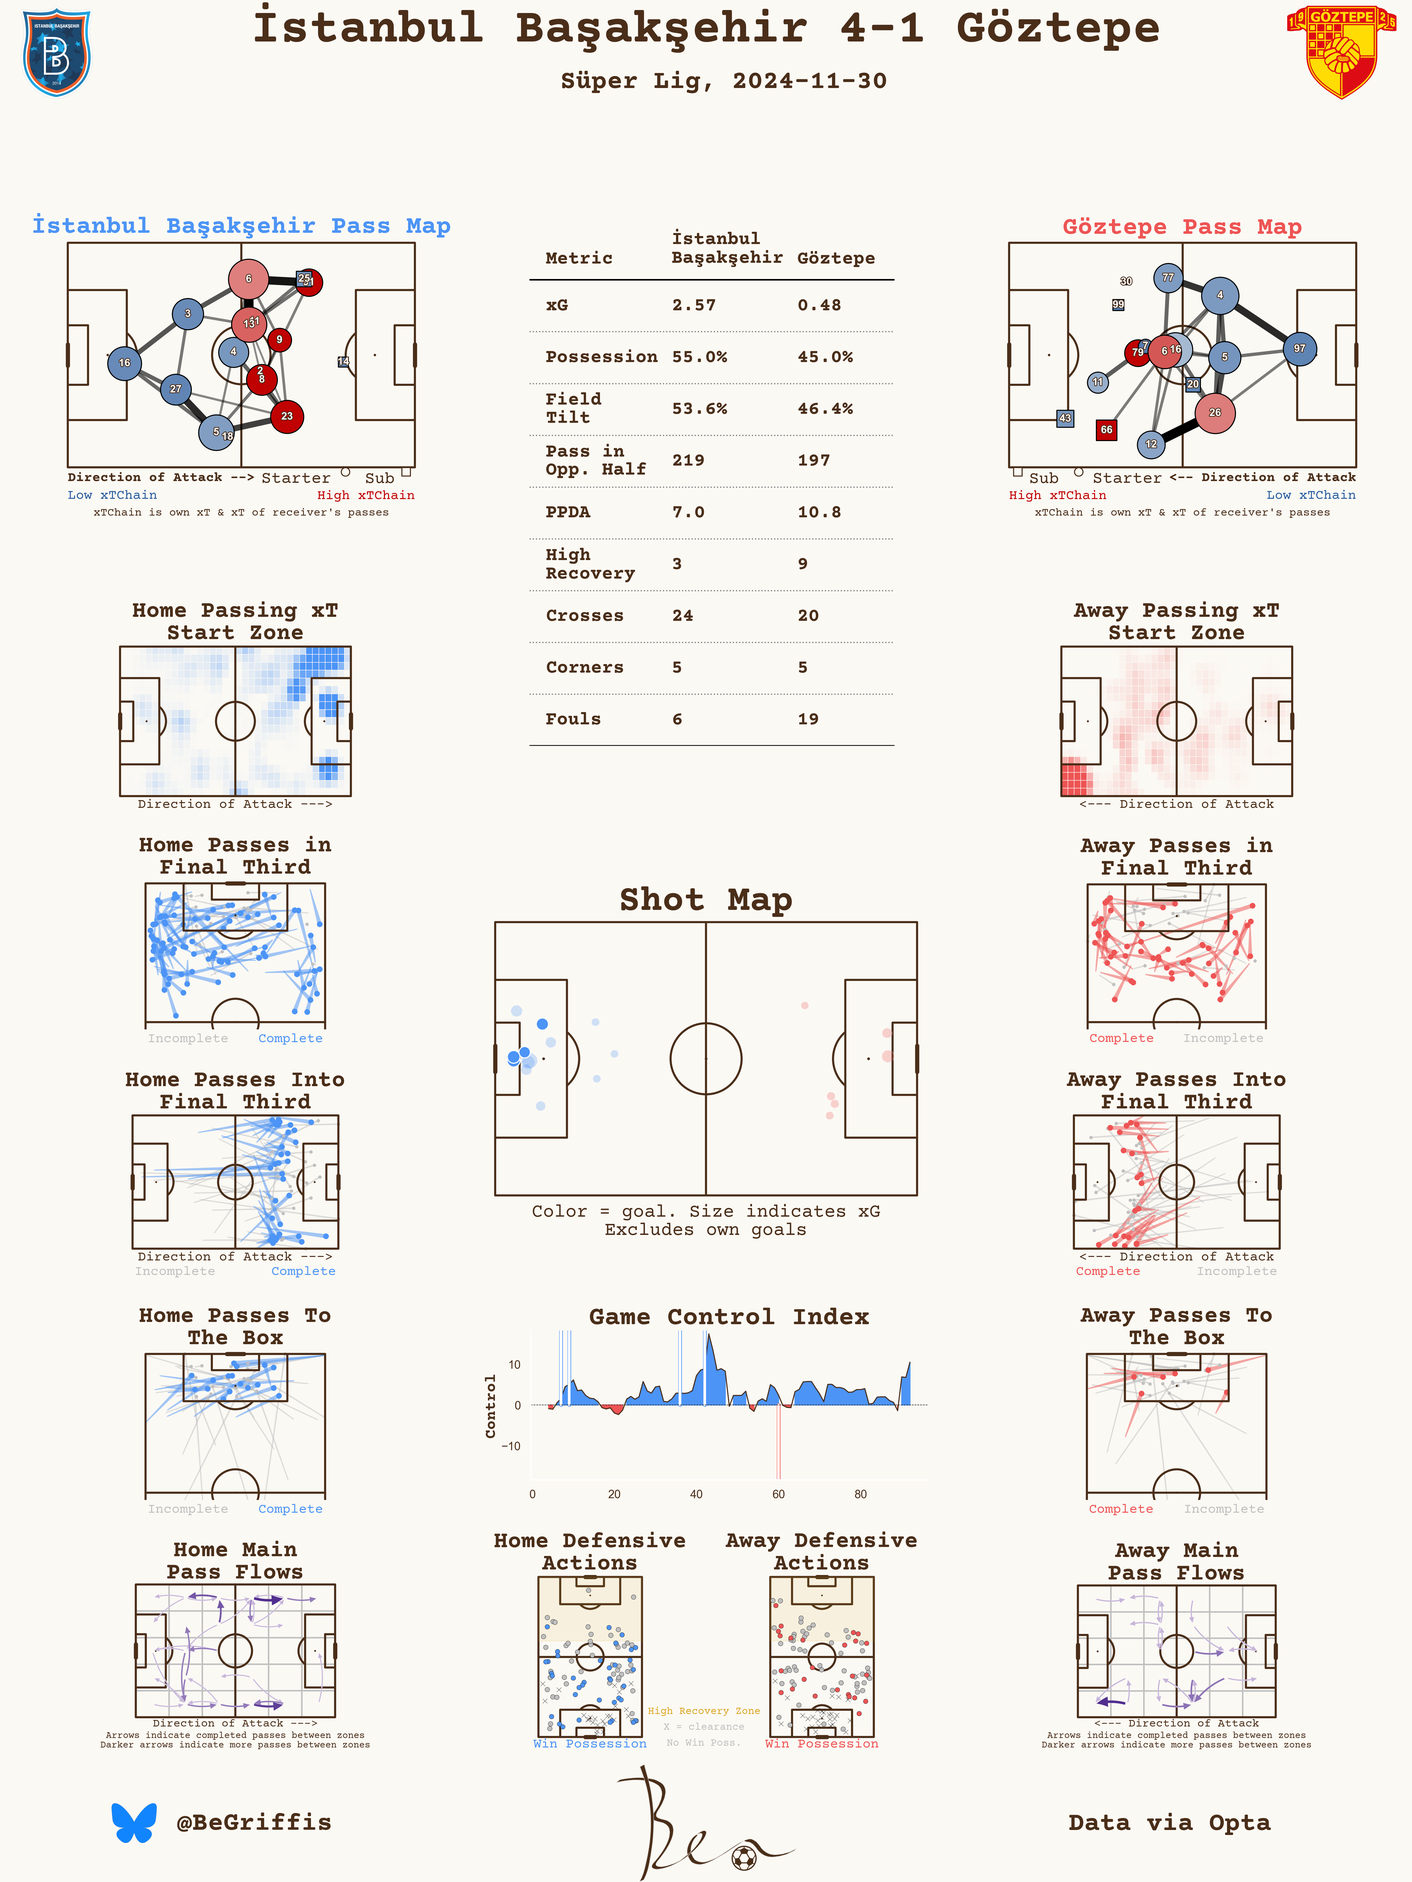 İstanbul Başakşehir 4-1 Göztepe
Süper Lig, 2024-11-30
İSTANBUL BAŞAKŞEHİR
2014
GÖZTEPE
19 25
İstanbul Başakşehir Pass Map
6
25
3
13
11
9
4
16
14
2
8
27
23
5
18
Direction of Attack --> Starter Sub
Low xTChain High xTChain
xTChain is own xT & xT of receiver's passes
Metric İstanbul Başakşehir Göztepe
xG 2.57 0.48
Possession 55.0% 45.0%
Field Tilt 53.6% 46.4%
Pass in Opp. Half 219 197
PPDA 7.0 10.8
High Recovery 3 9
Crosses 24 20
Corners 5 5
Fouls 6 19
Göztepe Pass Map
30
77
4
99
79
7
6
16
5
97
11
20
43
66
26
12
Sub Starter <-- Direction of Attack
High xTChain Low xTChain
xTChain is own xT & xT of receiver's passes
Home Passing xT
Start Zone
Direction of Attack --->
Away Passing xT
Start Zone
<--- Direction of Attack
Home Passes in
Final Third
Incomplete Complete
Away Passes in
Final Third
Complete Incomplete
Shot Map
Color = goal. Size indicates xG
Excludes own goals
Home Passes Into
Final Third
Direction of Attack --->
Incomplete Complete
Away Passes Into
Final Third
<--- Direction of Attack
Complete Incomplete
Home Passes To
The Box
Incomplete Complete
Game Control Index
Control
10
0
−10
0 20 40 60 80
Away Passes To
The Box
Complete Incomplete
Home Main
Pass Flows
Direction of Attack --->
Arrows indicate completed passes between zones
Darker arrows indicate more passes between zones
Home Defensive
Actions
Win Possession
High Recovery Zone
X = clearance
No Win Poss.
Away Defensive
Actions
Win Possession
Away Main
Pass Flows
<--- Direction of Attack
Arrows indicate completed passes between zones
Darker arrows indicate more passes between zones
@BeGriffis
Ben
Data via Opta